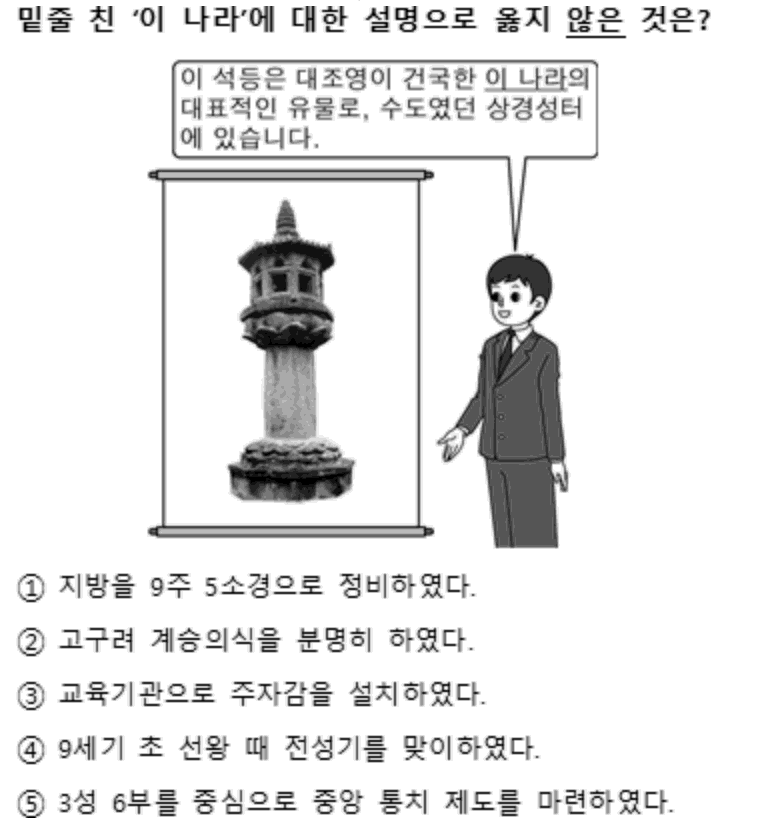 밑줄 친 ‘이 나라’에 대한 설명으로 옳지 않은 것은?
이 석등은 대조영이 건국한 이 나라의
대표적인 유물로, 수도였던 상경성터
에 있습니다.
① 지방을 9주 5소경으로 정비하였다.
② 고구려 계승의식을 분명히 하였다.
③ 교육기관으로 주자감을 설치하였다.
④ 9세기 초 선왕 때 전성기를 맞이하였다.
⑤ 3성 6부를 중심으로 중앙 통치 제도를 마련하였다.